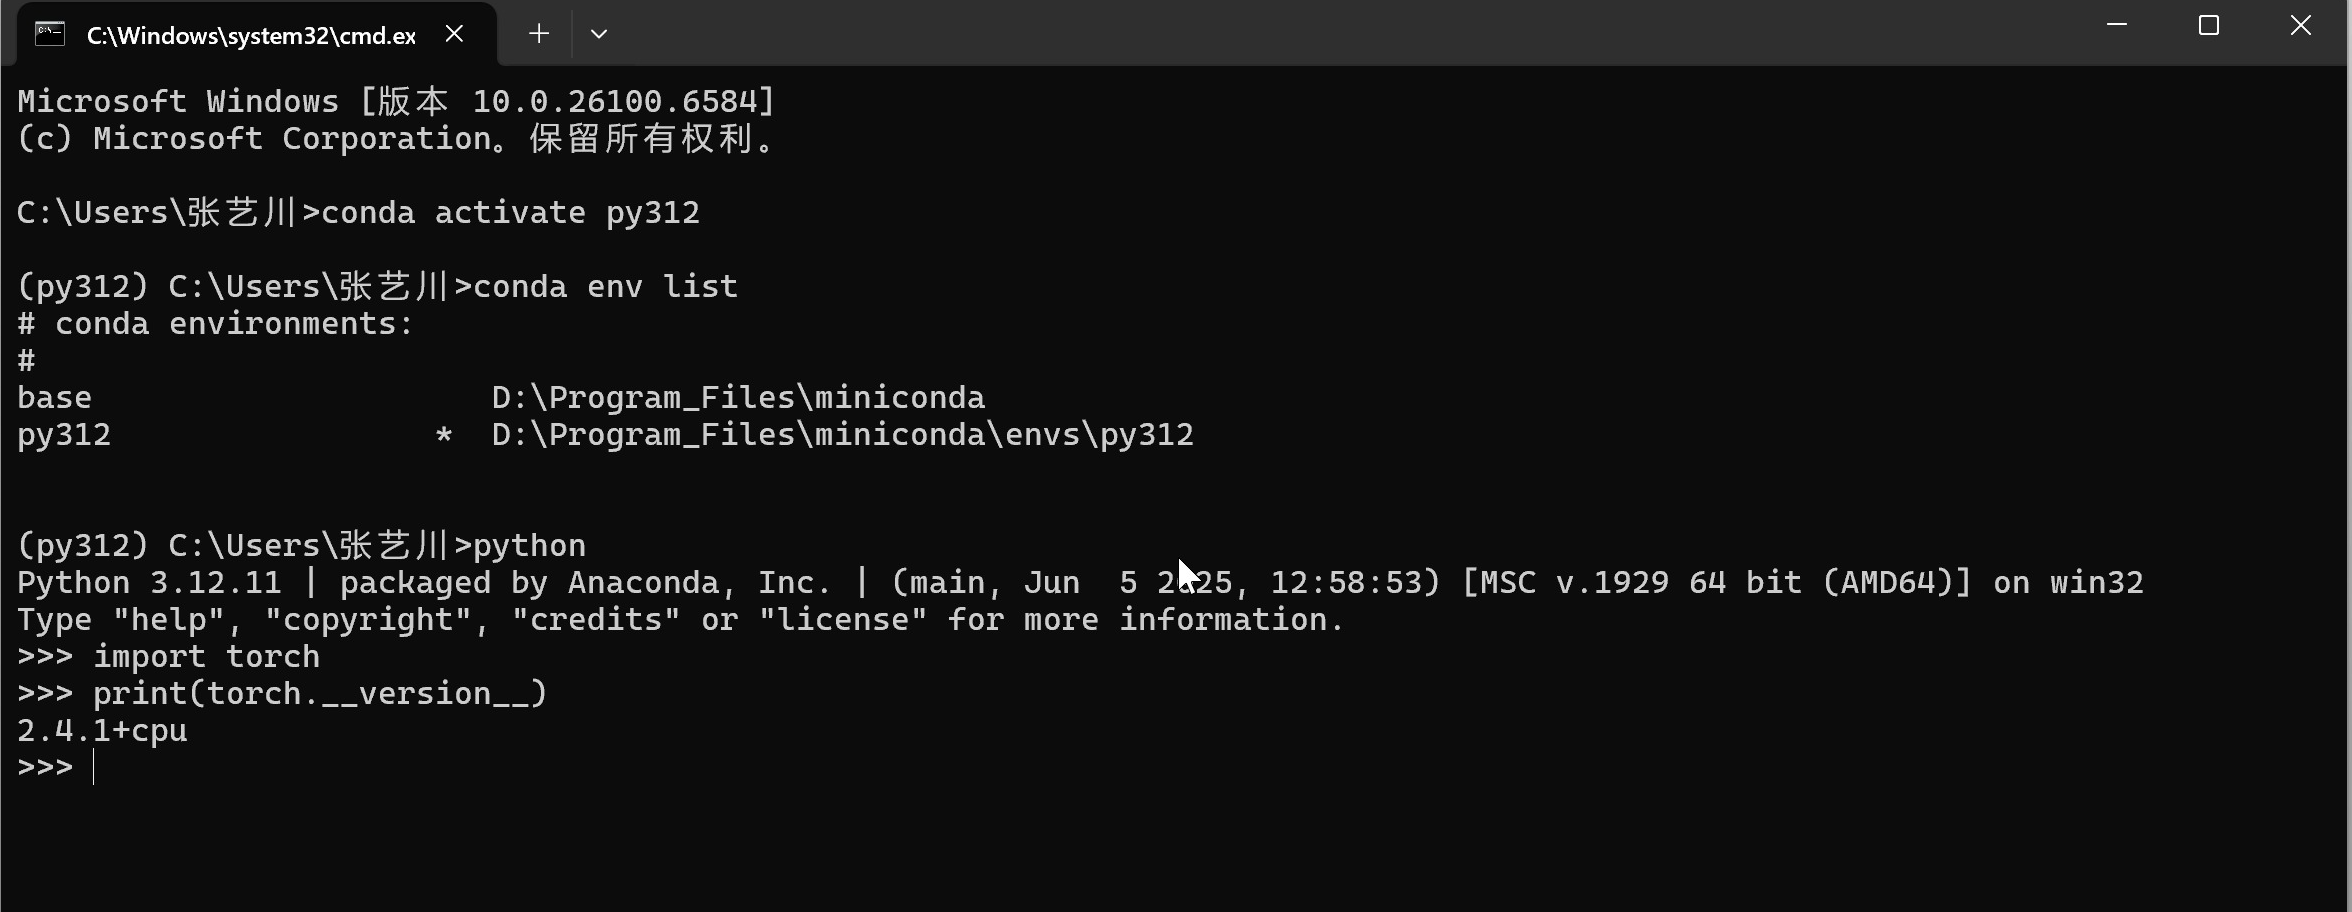 C:\Windows\system32\cmd.ex
Microsoft Windows [版本 10.0.26100.6584]
(c) Microsoft Corporation。保留所有权利。
C:\Users\张艺川>conda activate py312
(py312) C:\Users\张艺川>conda env list
# conda environments:
#
base                     D:\Program_Files\miniconda
py312                 *  D:\Program_Files\miniconda\envs\py312
(py312) C:\Users\张艺川>python
Python 3.12.11 | packaged by Anaconda, Inc. | (main, Jun  5 2025, 12:58:53) [MSC v.1929 64 bit (AMD64)] on win32
Type "help", "copyright", "credits" or "license" for more information.
>>> import torch
>>> print(torch.__version__)
2.4.1+cpu
>>>